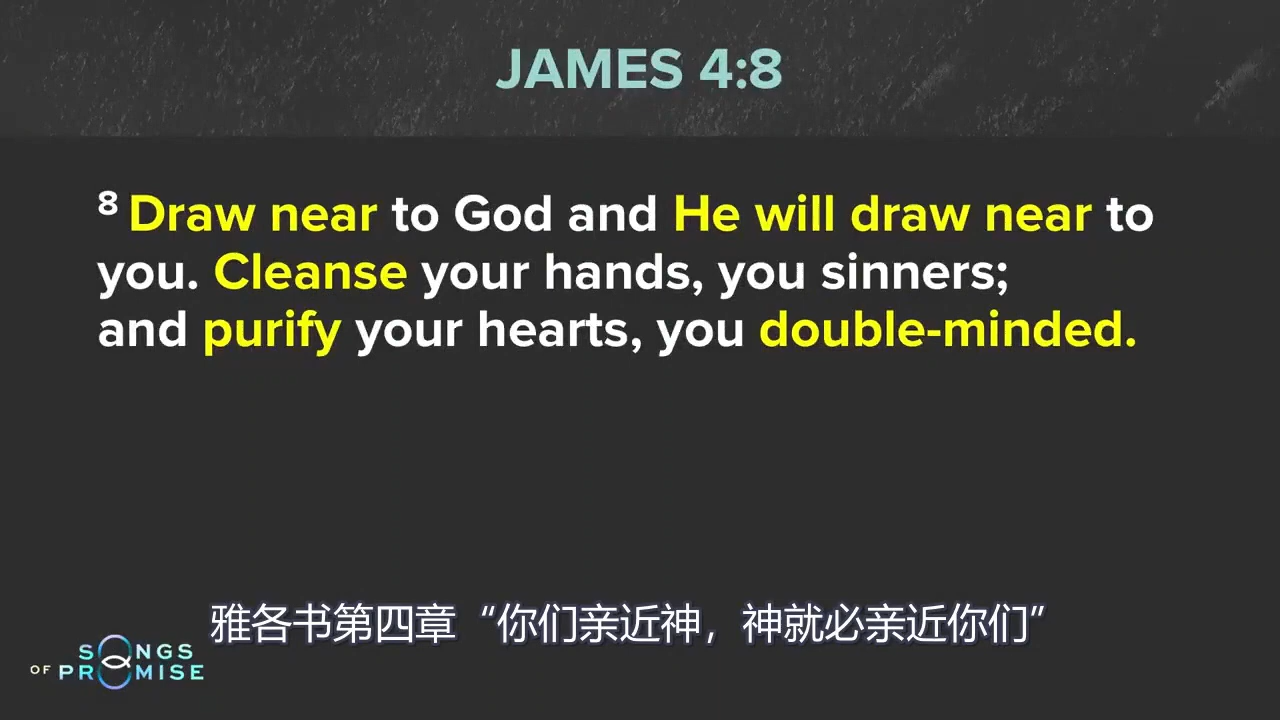 JAMES 4:8
8 Draw near to God and He will draw near to
you. Cleanse your hands, you sinners;
and purify your hearts, you double-minded.
雅各书第四章“你们亲近神，神就必亲近你们”
SONGS
OF PROMISE